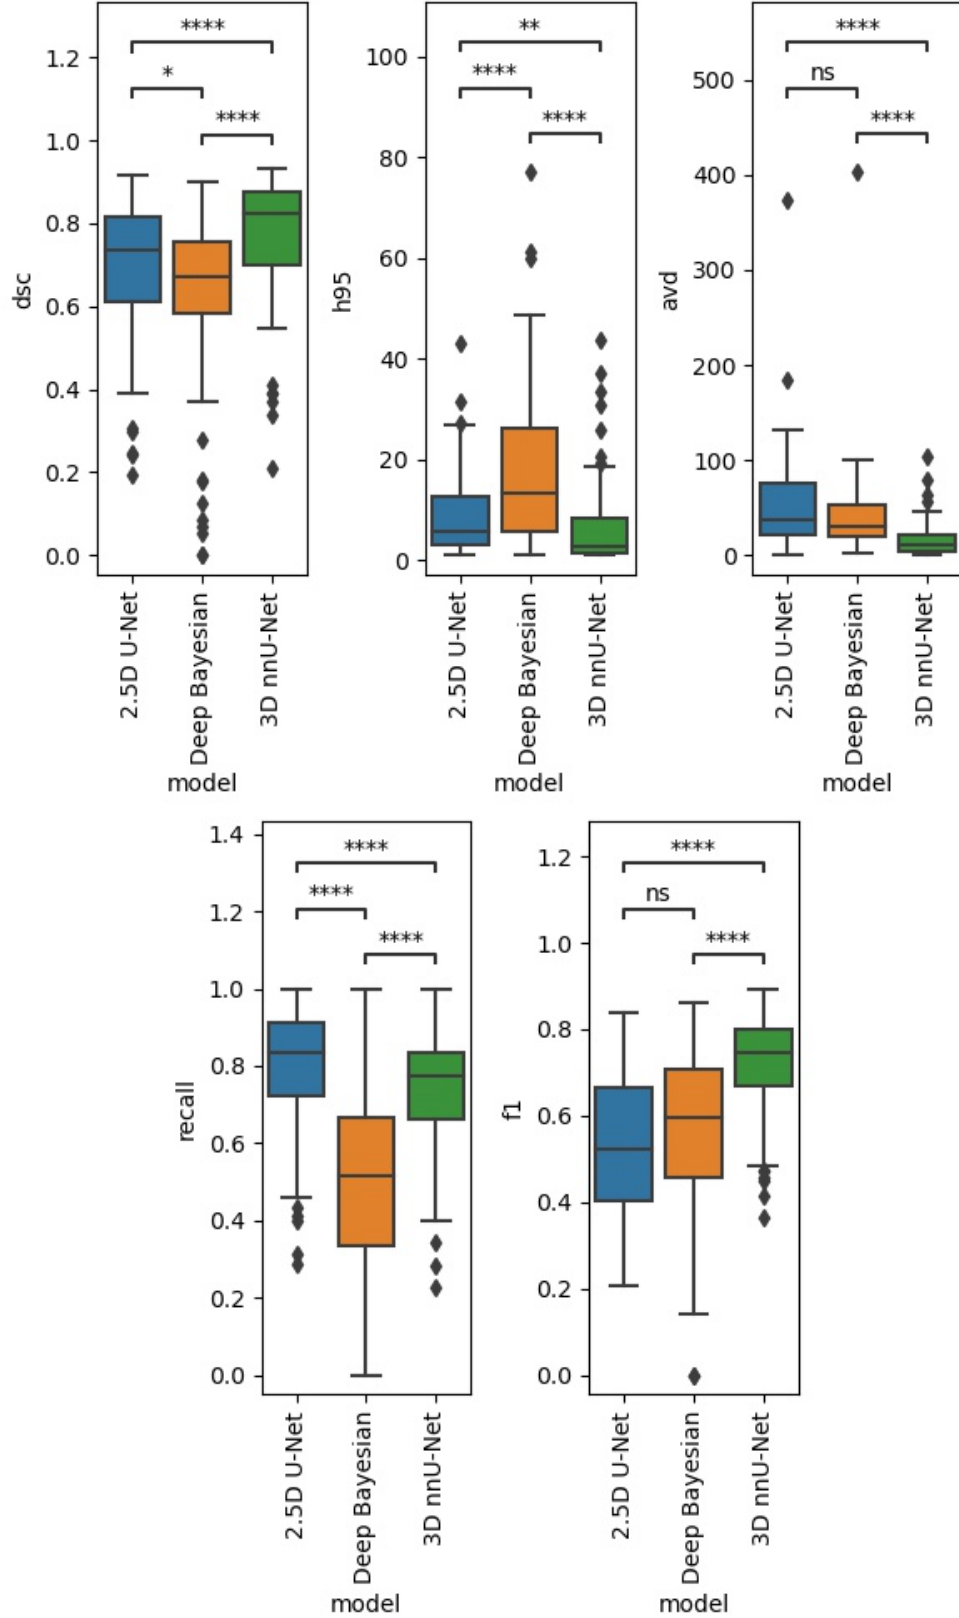 ****
*
****
1.2
1.0
0.8
0.6
0.4
0.2
0.0
dsc
2.5D U-Net
Deep Bayesian
3D nnU-Net
model
**
****
****
100
80
60
40
20
0
h95
2.5D U-Net
Deep Bayesian
3D nnU-Net
model
****
ns
****
500
400
300
200
100
0
avd
2.5D U-Net
Deep Bayesian
3D nnU-Net
model
****
****
****
1.4
1.2
1.0
0.8
0.6
0.4
0.2
0.0
recall
2.5D U-Net
Deep Bayesian
3D nnU-Net
model
****
ns
****
1.2
1.0
0.8
0.6
0.4
0.2
0.0
f1
2.5D U-Net
Deep Bayesian
3D nnU-Net
model